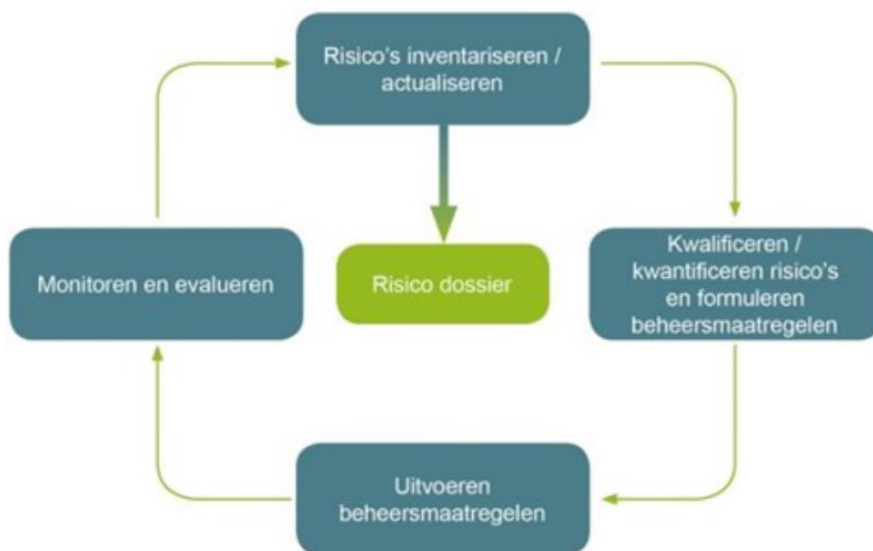 Risico's inventariseren /
actualiseren
Monitoren en evalueren
Risico dossier
Kwalificeren /
kwantificeren risico's
en formuleren
beheersmaatregelen
Uitvoeren
beheersmaatregelen